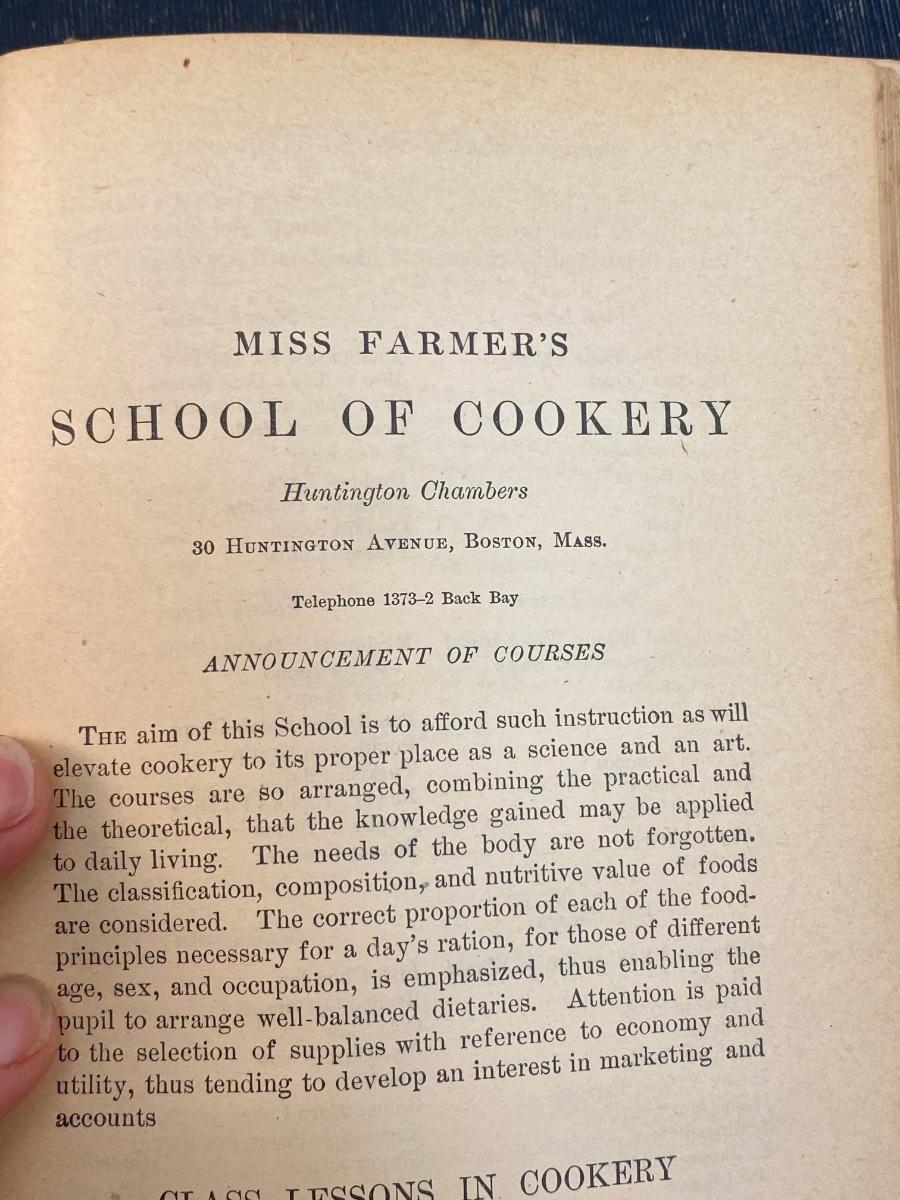 MISS FARMER'S
SCHOOL OF COOKERY
Huntington Chambers
30 HUNTINGTON AVENUE, BOSTON, MASS.
Telephone 1373–2 Back Bay
ANNOUNCEMENT OF COURSES
THE aim of this School is to afford such instruction as will
elevate cookery to its proper place as a science and an art.
The courses are so arranged, combining the practical and
the theoretical, that the knowledge gained may be applied
to daily living. The needs of the body are not forgotten.
The classification, composition, and nutritive value of foods
are considered. The correct proportion of each of the food-
principles necessary for a day's ration, for those of different
age, sex, and occupation, is emphasized, thus enabling the
pupil to arrange well-balanced dietaries. Attention is paid
to the selection of supplies with reference to economy and
utility, thus tending to develop an interest in marketing and
accounts
CLASS LESSONS IN COOKERY